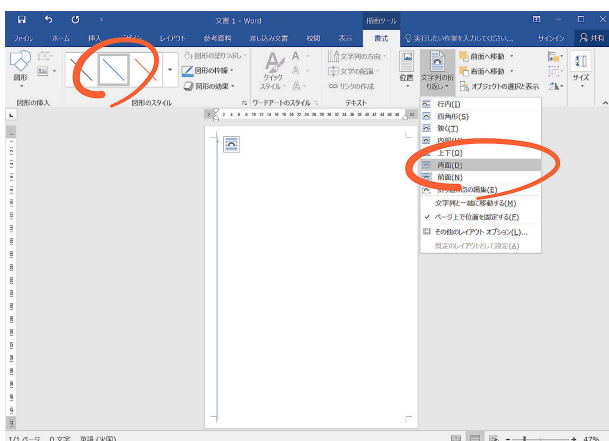 文書 1 - Word
描画ツール
ファイル ホーム 挿入 デザイン レイアウト 参考資料 差し込み文書 校閲 表示 書式 実行したい作業を入力してください... サインイン 共有
図形
図形の塗りつぶし
図形の枠線
図形の効果
クイック
スタイル
文字列の方向
文字の配置
リンクの作成
位置
文字列の折
り返し
前面へ移動
背面へ移動
オブジェクトの選択と表示
サイズ
図形の挿入 図形のスタイル ワードアートのスタイル テキスト
行内(I)
四角形(S)
狭く(T)
上下(O)
背面(D)
前面(N)
の編集(E)
文字列と一緒に移動する(M)
✓ ページ上で位置を固定する(F)
その他のレイアウト オプション(L)...
既定のレイアウトとして設定(A)
1/1 ページ 0 文字 英語 (米国) 47%